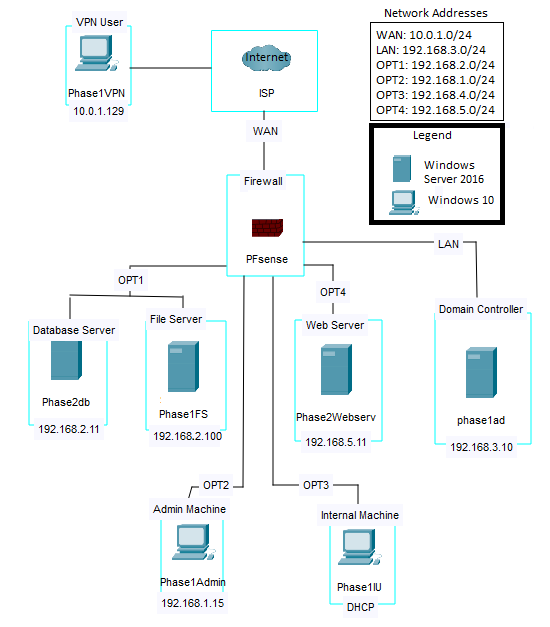 VPN User
Phase1VPN
10.0.1.129
Internet
ISP
WAN
Network Addresses
WAN: 10.0.1.0/24
LAN: 192.168.3.0/24
OPT1: 192.168.2.0/24
OPT2: 192.168.1.0/24
OPT3: 192.168.4.0/24
OPT4: 192.168.5.0/24
Legend
Windows
Server 2016
Windows 10
Firewall
PFsense
LAN
OPT1
OPT4
Database Server
Phase2db
192.168.2.11
File Server
Phase1FS
192.168.2.100
Web Server
Phase2Webserv
192.168.5.11
Domain Controller
phase1ad
192.168.3.10
OPT2
OPT3
Admin Machine
Phase1Admin
192.168.1.15
Internal Machine
Phase1IU
DHCP